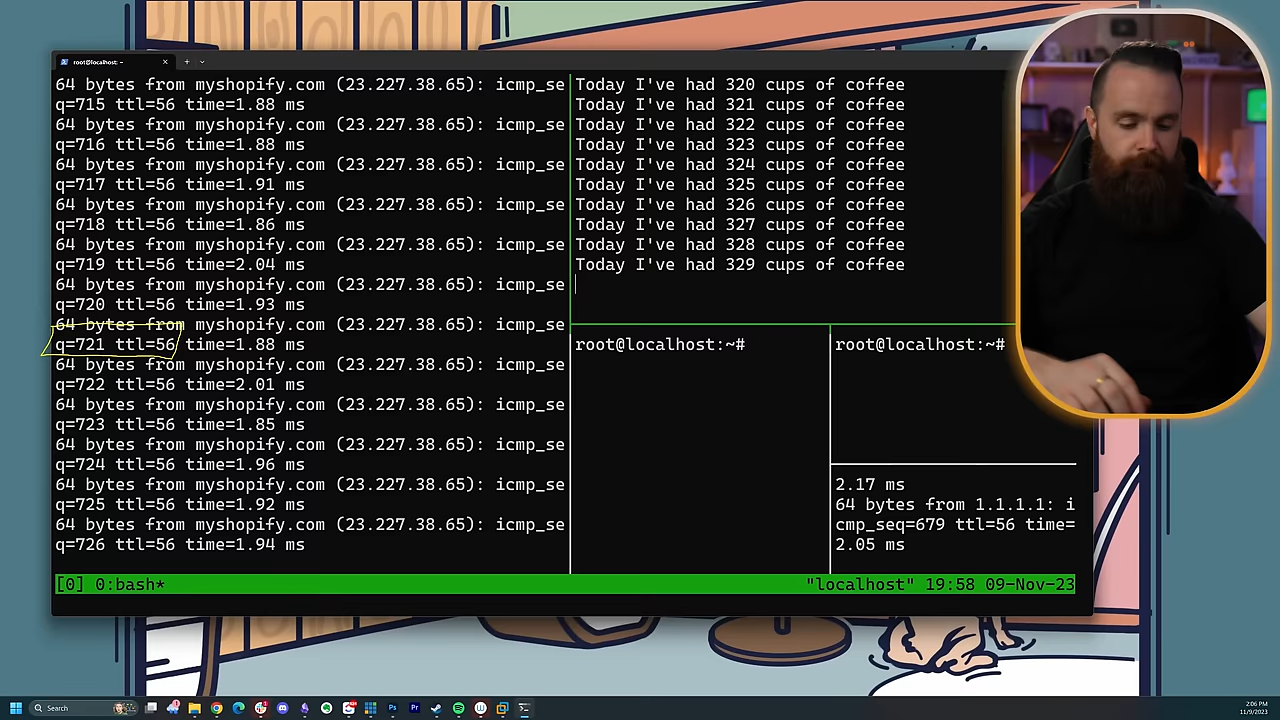 root@localhost: ~
64 bytes from myshopify.com (23.227.38.65): icmp_se
q=715 ttl=56 time=1.88 ms
64 bytes from myshopify.com (23.227.38.65): icmp_se
q=716 ttl=56 time=1.88 ms
64 bytes from myshopify.com (23.227.38.65): icmp_se
q=717 ttl=56 time=1.91 ms
64 bytes from myshopify.com (23.227.38.65): icmp_se
q=718 ttl=56 time=1.86 ms
64 bytes from myshopify.com (23.227.38.65): icmp_se
q=719 ttl=56 time=2.04 ms
64 bytes from myshopify.com (23.227.38.65): icmp_se
q=720 ttl=56 time=1.93 ms
64 bytes from myshopify.com (23.227.38.65): icmp_se
q=721 ttl=56 time=1.88 ms
64 bytes from myshopify.com (23.227.38.65): icmp_se
q=722 ttl=56 time=2.01 ms
64 bytes from myshopify.com (23.227.38.65): icmp_se
q=723 ttl=56 time=1.85 ms
64 bytes from myshopify.com (23.227.38.65): icmp_se
q=724 ttl=56 time=1.96 ms
64 bytes from myshopify.com (23.227.38.65): icmp_se
q=725 ttl=56 time=1.92 ms
64 bytes from myshopify.com (23.227.38.65): icmp_se
q=726 ttl=56 time=1.94 ms
Today I've had 320 cups of coffee
Today I've had 321 cups of coffee
Today I've had 322 cups of coffee
Today I've had 323 cups of coffee
Today I've had 324 cups of coffee
Today I've had 325 cups of coffee
Today I've had 326 cups of coffee
Today I've had 327 cups of coffee
Today I've had 328 cups of coffee
Today I've had 329 cups of coffee
root@localhost:~#
root@localhost:~#
2.17 ms
64 bytes from 1.1.1.1: i
cmp_seq=679 ttl=56 time=
2.05 ms
[0] 0:bash*
"localhost" 19:58 09-Nov-23
Search
2:06 PM
11/9/2023